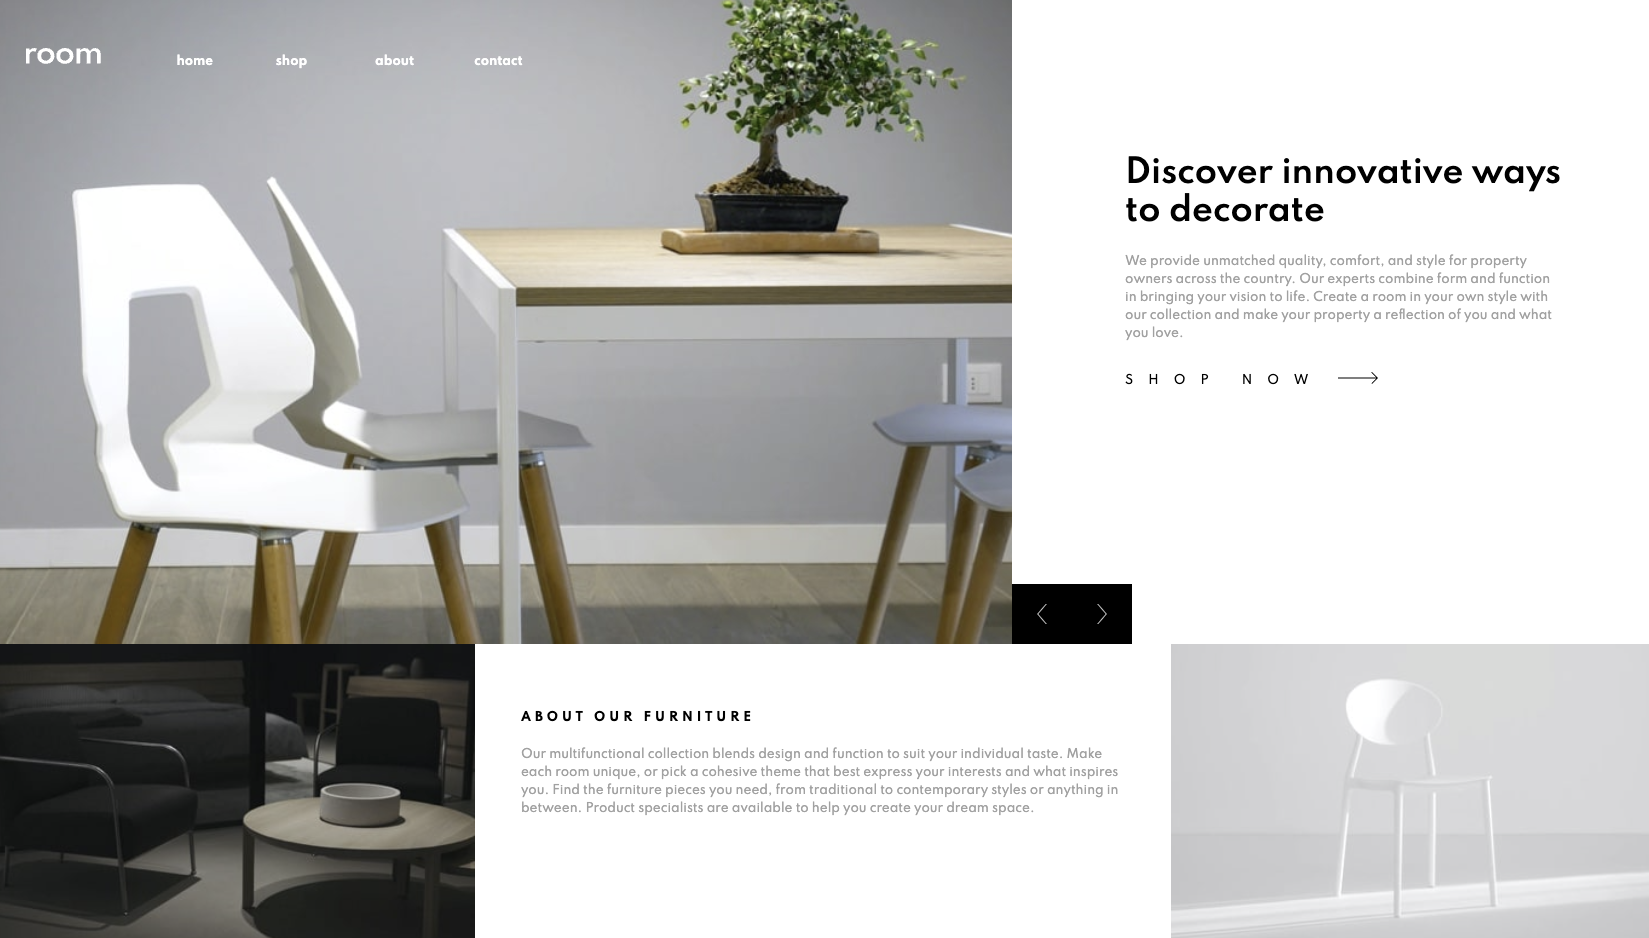 room
home shop about contact
Discover innovative ways
to decorate
We provide unmatched quality, comfort, and style for property
owners across the country. Our experts combine form and function
in bringing your vision to life. Create a room in your own style with
our collection and make your property a reflection of you and what
you love.
SHOP NOW
ABOUT OUR FURNITURE
Our multifunctional collection blends design and function to suit your individual taste. Make
each room unique, or pick a cohesive theme that best express your interests and what inspires
you. Find the furniture pieces you need, from traditional to contemporary styles or anything in
between. Product specialists are available to help you create your dream space.